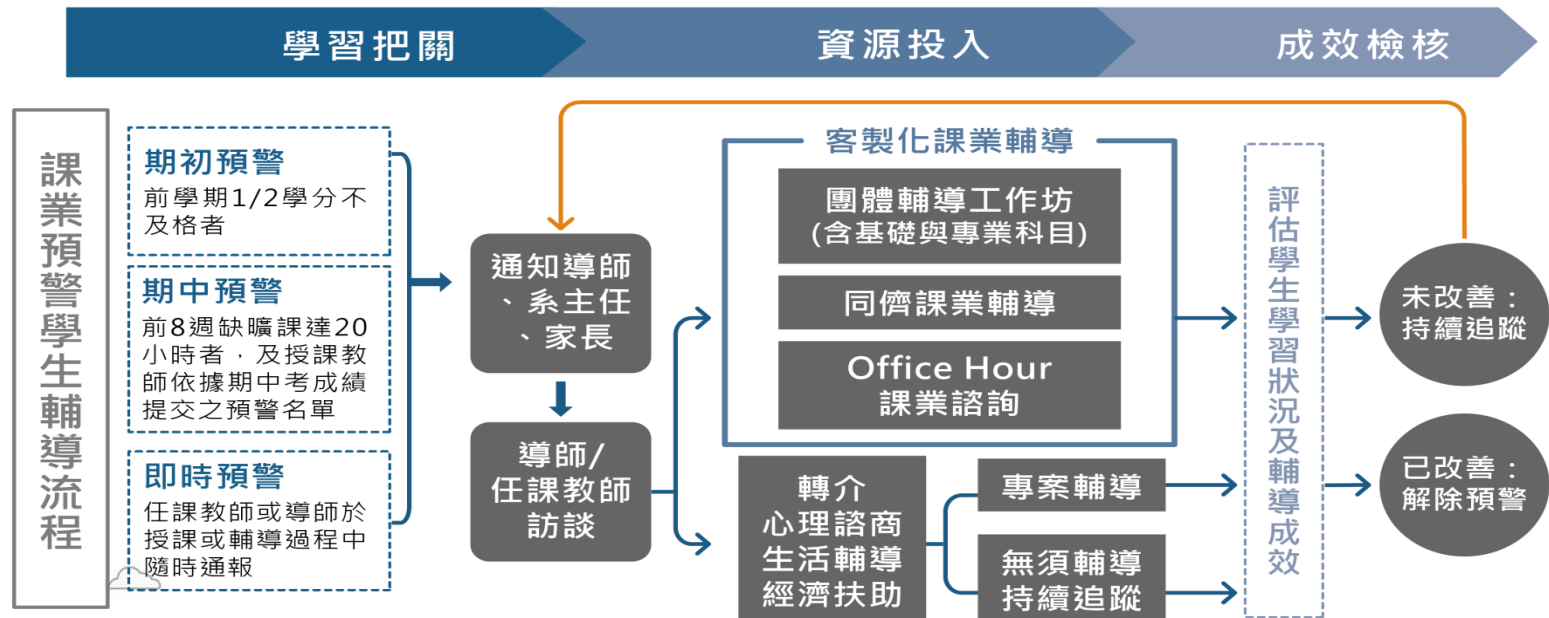 學習把關
資源投入
成效檢核
課業預警學生輔導流程
期初預警
前學期1/2學分不
及格者
期中預警
前8週缺曠課達20
小時者，及授課教
師依據期中考成績
提交之預警名單
即時預警
任課教師或導師於
授課或輔導過程中
隨時通報
通知導師
、系主任
、家長
導師/
任課教師
訪談
客製化課業輔導
團體輔導工作坊
(含基礎與專業科目)
同儕課業輔導
Office Hour
課業諮詢
轉介
心理諮商
生活輔導
經濟扶助
專案輔導
無須輔導
持續追蹤
評估學生學習狀況及輔導成效
未改善：
持續追蹤
已改善：
解除預警